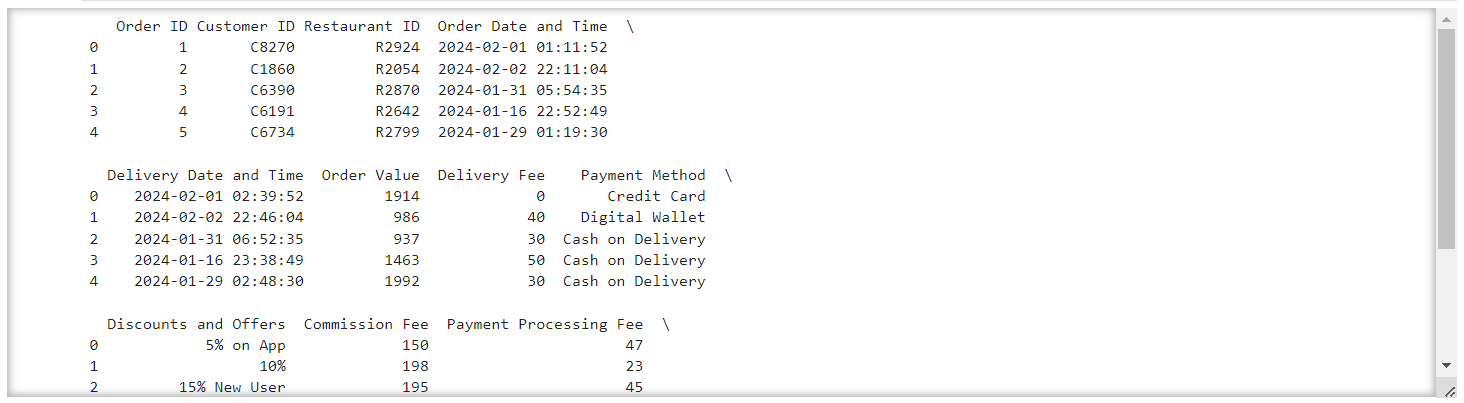 Order ID Customer ID Restaurant ID  Order Date and Time  \
0         1       C8270         R2924  2024-02-01 01:11:52
1         2       C1860         R2054  2024-02-02 22:11:04
2         3       C6390         R2870  2024-01-31 05:54:35
3         4       C6191         R2642  2024-01-16 22:52:49
4         5       C6734         R2799  2024-01-29 01:19:30
Delivery Date and Time  Order Value  Delivery Fee    Payment Method  \
0    2024-02-01 02:39:52         1914             0       Credit Card
1    2024-02-02 22:46:04          986            40    Digital Wallet
2    2024-01-31 06:52:35          937            30  Cash on Delivery
3    2024-01-16 23:38:49         1463            50  Cash on Delivery
4    2024-01-29 02:48:30         1992            30  Cash on Delivery
Discounts and Offers  Commission Fee  Payment Processing Fee  \
0            5% on App             150                      47
1                  10%             198                      23
2         15% New User             195                      45